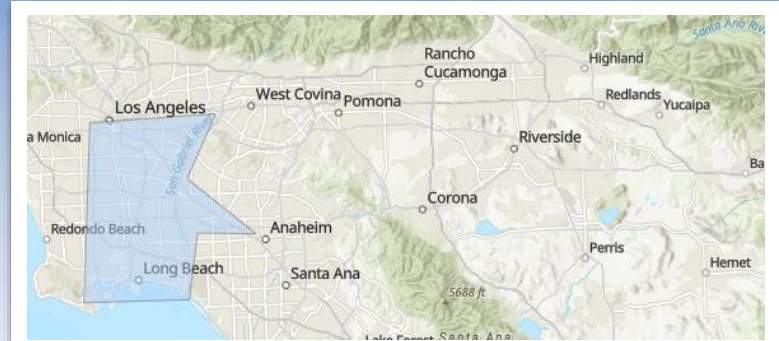 Santa Ana Riv
Rancho
Cucamonga
Highland
Los Angeles
West Covina
Pomona
Redlands
Yucaipa
a Monica
San Gabriel River
Riverside
Ba
Corona
Redondo Beach
Anaheim
Perris
Hemet
Long Beach
Santa Ana
5688 ft
Lake Forest
Santa Ana